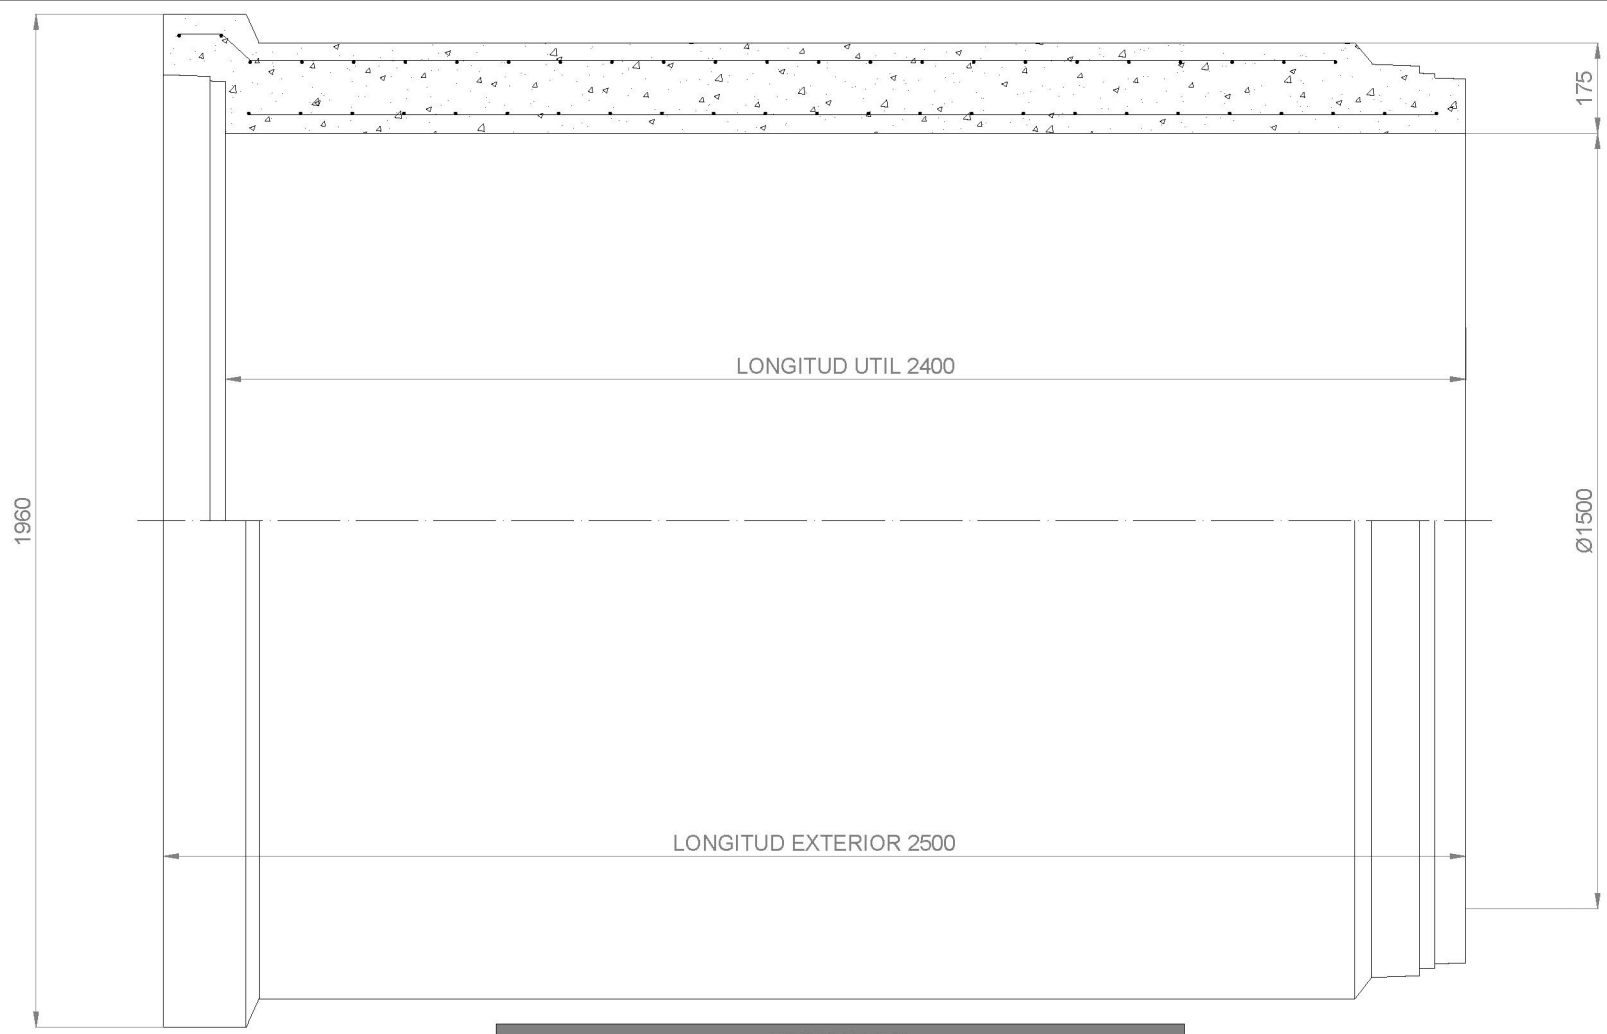 175
LONGITUD UTIL 2400
1960
Ø1500
LONGITUD EXTERIOR 2500